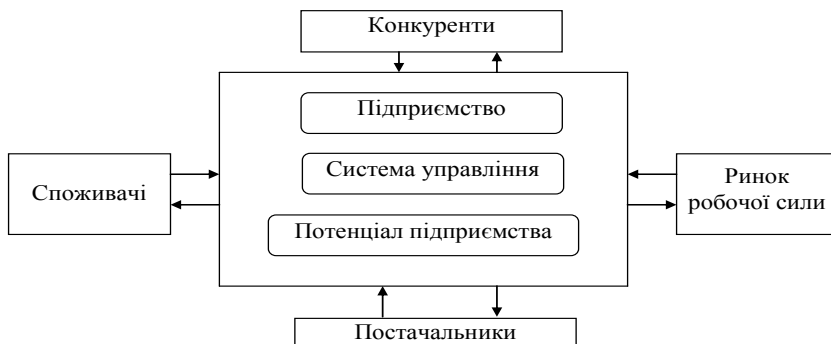 Конкуренти
Підприємство
Система управління
Потенціал підприємства
Споживачі
Ринок
робочої сили
Постачальники